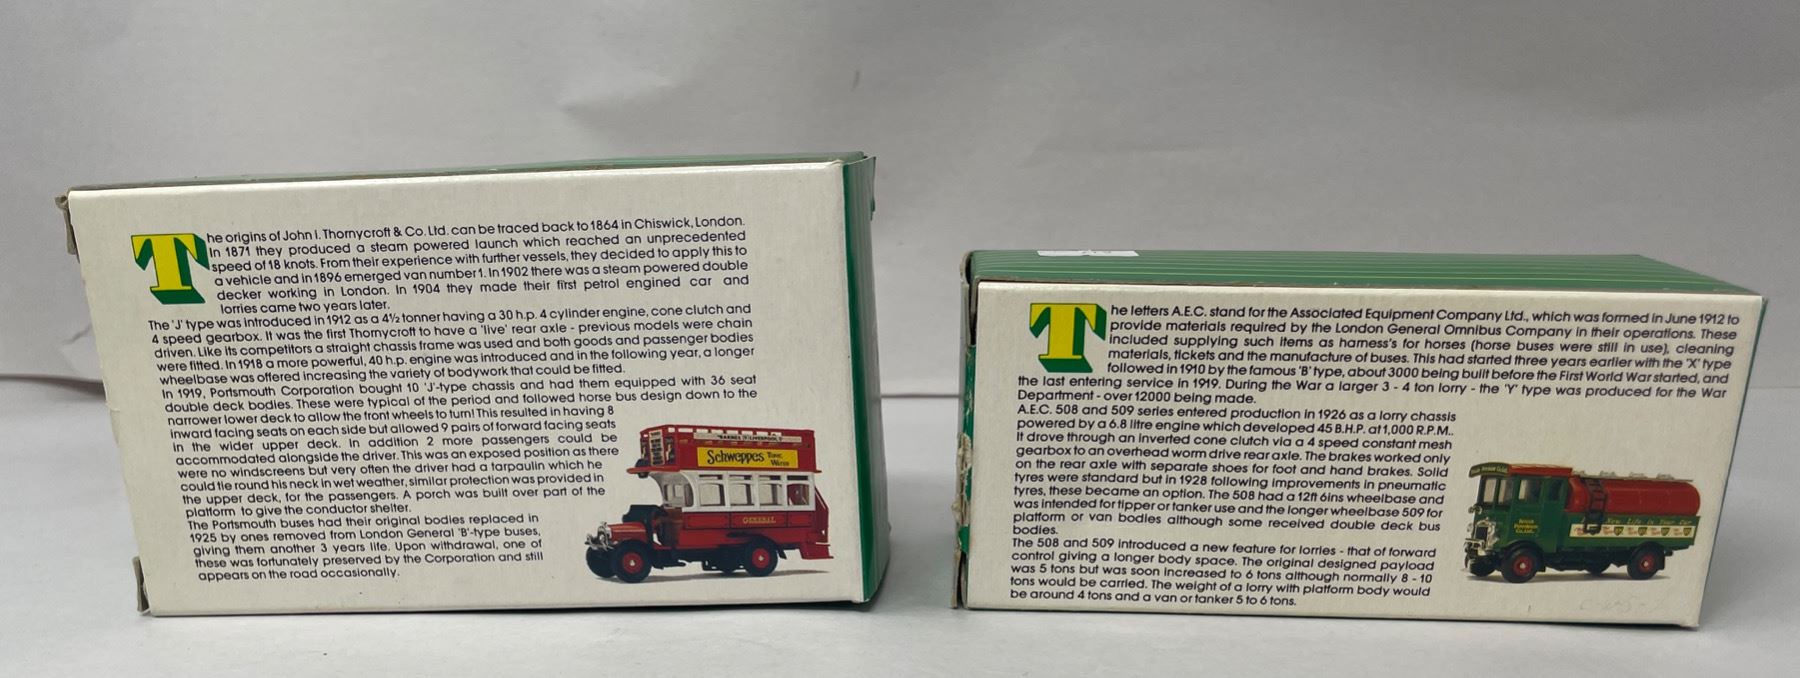 The origins of John I. Thornycroft & Co. Ltd. can be traced back to 1864 in Chiswick, London.
In 1871 they produced a steam powered launch which reached an unprecedented
speed of 18 knots. From their experience with further vessels, they decided to apply this to
a vehicle and in 1896 emerged van number 1. In 1902 there was a steam powered double
decker working in London. In 1904 they made their first petrol engined car and
lorries came two years later.
The 'J' type was introduced in 1912 as a 4½ tonner having a 30 h.p. 4 cylinder engine, cone clutch and
4 speed gearbox. It was the first Thornycroft to have a 'live' rear axle - previous models were chain
driven. Like its competitors a straight chassis frame was used and both goods and passenger bodies
were fitted. In 1918 a more powerful, 40 h.p. engine was introduced and in the following year, a longer
wheelbase was offered increasing the variety of bodywork that could be fitted.
In 1919, Portsmouth Corporation bought 10 'J'-type chassis and had them equipped with 36 seat
double deck bodies. These were typical of the period and followed horse bus design down to the
narrower lower deck to allow the front wheels to turn! This resulted in having 8
inward facing seats on each side but allowed 9 pairs of forward facing seats
in the wider upper deck. In addition 2 more passengers could be
accommodated alongside the driver. This was an exposed position as there
were no windscreens but very often the driver had a tarpaulin which he
could tie round his neck in wet weather, similar protection was provided in
the upper deck, for the passengers. A porch was built over part of the
platform to give the conductor shelter.
The Portsmouth buses had their original bodies replaced in
1925 by ones removed from London General 'B'-type buses,
giving them another 3 years life. Upon withdrawal, one of
these was fortunately preserved by the Corporation and still
appears on the road occasionally.
BARNES LIVERPOOL ST
Schweppes Tonic Water
GENERAL
The letters A.E.C. stand for the Associated Equipment Company Ltd., which was formed in June 1912 to
provide materials required by the London General Omnibus Company in their operations. These
included supplying such items as harness's for horses (horse buses were still in use), cleaning
materials, tickets and the manufacture of buses. This had started three years earlier with the 'X' type
followed in 1910 by the famous 'B' type, about 3000 being built before the First World War started, and
the last entering service in 1919. During the War a larger 3 - 4 ton lorry - the 'Y' type was produced for the War
Department - over 12000 being made.
A.E.C. 508 and 509 series entered production in 1926 as a lorry chassis
powered by a 6.8 litre engine which developed 45 B.H.P. at 1,000 R.P.M..
It drove through an inverted cone clutch via a 4 speed constant mesh
gearbox to an overhead worm drive rear axle. The brakes worked only
on the rear axle with separate shoes for foot and hand brakes. Solid
tyres were standard but in 1928 following improvements in pneumatic
tyres, these became an option. The 508 had a 12ft 6ins wheelbase and
was intended for tipper or tanker use and the longer wheelbase 509 for
platform or van bodies although some received double deck bus
bodies.
The 508 and 509 introduced a new feature for lorries - that of forward
control giving a longer body space. The original designed payload
was 5 tons but was soon increased to 6 tons although normally 8 - 10
tons would be carried. The weight of a lorry with platform body would
be around 4 tons and a van or tanker 5 to 6 tons.
New Life In Your Car